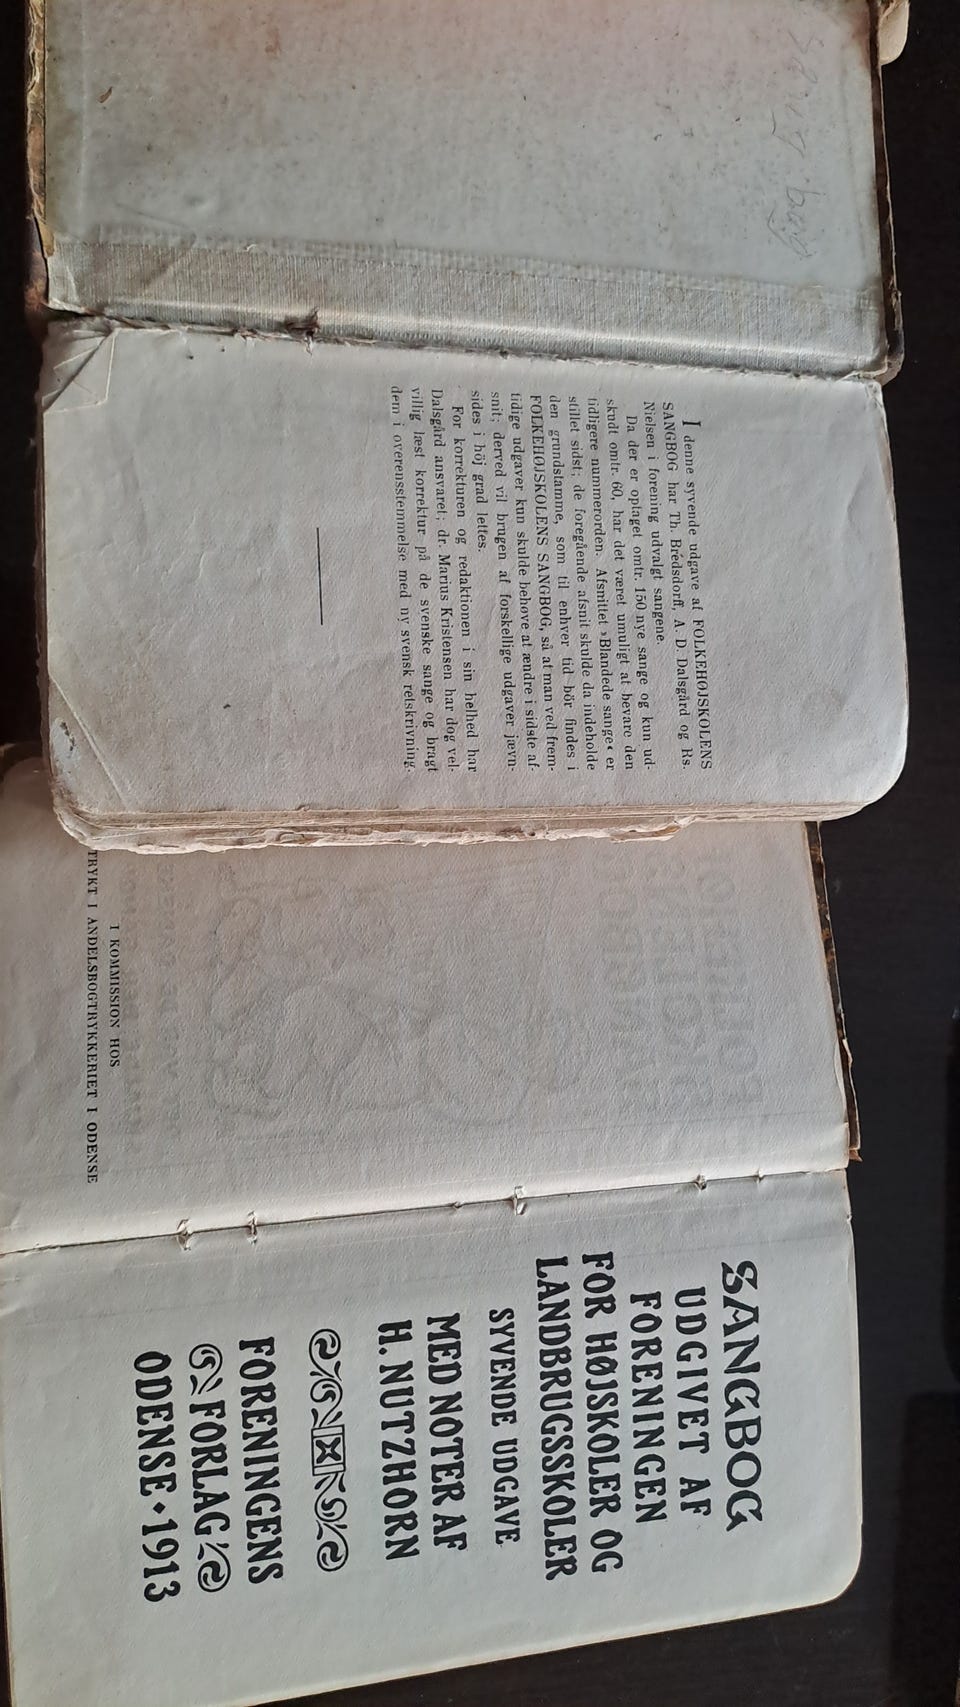 Sang bog
I denne syvende udgave af FOLKEHØJSKOLENS
SANGBOG har Th. Brédsdorff, A. D. Dalsgård og Rs.
Nielsen i forening udvalgt sangene.
Da der er optaget omtr. 150 nye sange og kun ud-
skudt omtr. 60, har det været umuligt at bevare den
tidligere nummerorden. Afsnittet »Blandede sange« er
stillet sidst; de foregående afsnit skulde da indeholde
den grundstamme, som til enhver tid bör findes i
FOLKEHØJSKOLENS SANGBOG, så at man ved frem-
tidige udgaver kun skulde behøve at ændre i sidste af-
snit; derved vil brugen af forskellige udgaver jævn-
sides i höj grad lettes.
For korrekturen og redaktionen i sin helhed har
Dalsgård ansvaret; dr. Marius Kristensen har dog vel-
villig læst korrektur på de svenske sange og bragt
dem i overensstemmelse med ny svensk retskrivning.
I KOMMISSION HOS
TRYKT I ANDELSBOGTRYKKERIET I ODENSE
SANGBOG
UDGIVET AF
FORENINGEN
FOR HØJSKOLER OG
LANDBRUGSSKOLER
SYVENDE UDGAVE
MED NOTER AF
H. NUTZHORN
FORENINGENS
FORLAG
ODENSE • 1913